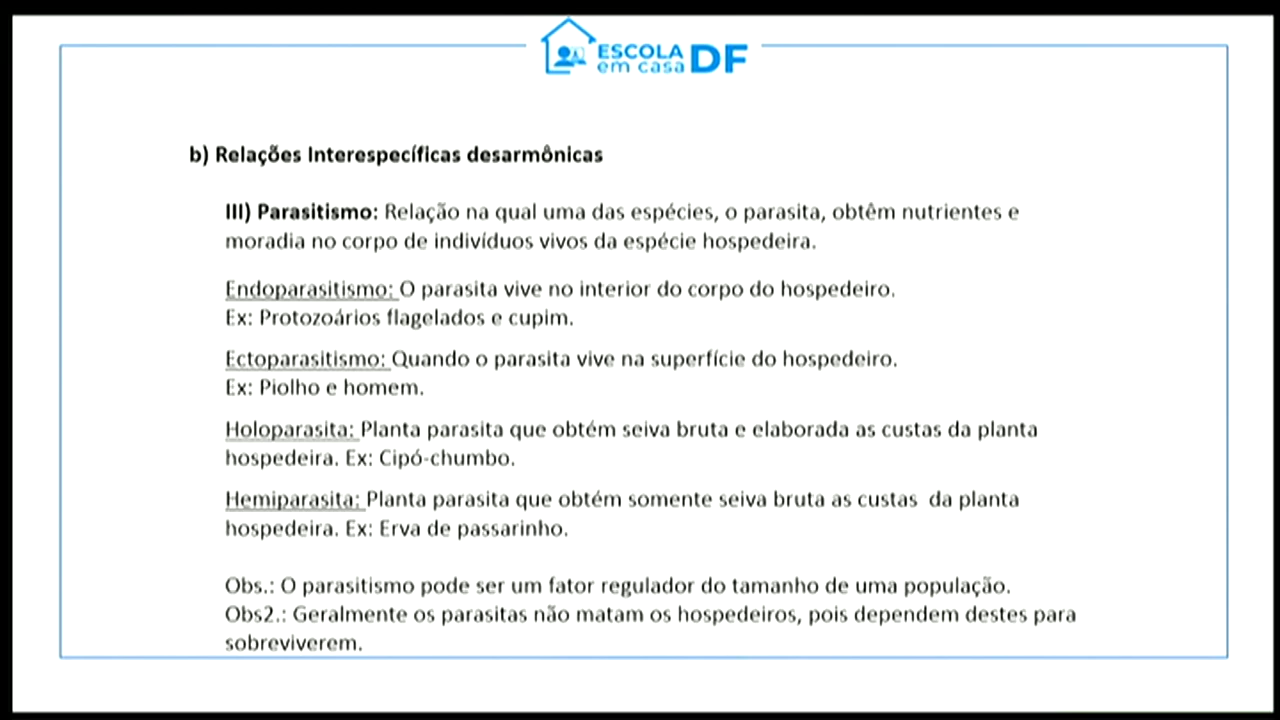 ESCOLA
em casa DF
b) Relações Interespecíficas desarmônicas
III) Parasitismo: Relação na qual uma das espécies, o parasita, obtêm nutrientes e
moradia no corpo de indivíduos vivos da espécie hospedeira.
Endoparasitismo: O parasita vive no interior do corpo do hospedeiro.
Ex: Protozoários flagelados e cupim.
Ectoparasitismo: Quando o parasita vive na superfície do hospedeiro.
Ex: Piolho e homem.
Holoparasita: Planta parasita que obtém seiva bruta e elaborada as custas da planta
hospedeira. Ex: Cipó-chumbo.
Hemiparasita: Planta parasita que obtém somente seiva bruta as custas  da planta
hospedeira. Ex: Erva de passarinho.
Obs.: O parasitismo pode ser um fator regulador do tamanho de uma população.
Obs2.: Geralmente os parasitas não matam os hospedeiros, pois dependem destes para
sobreviverem.